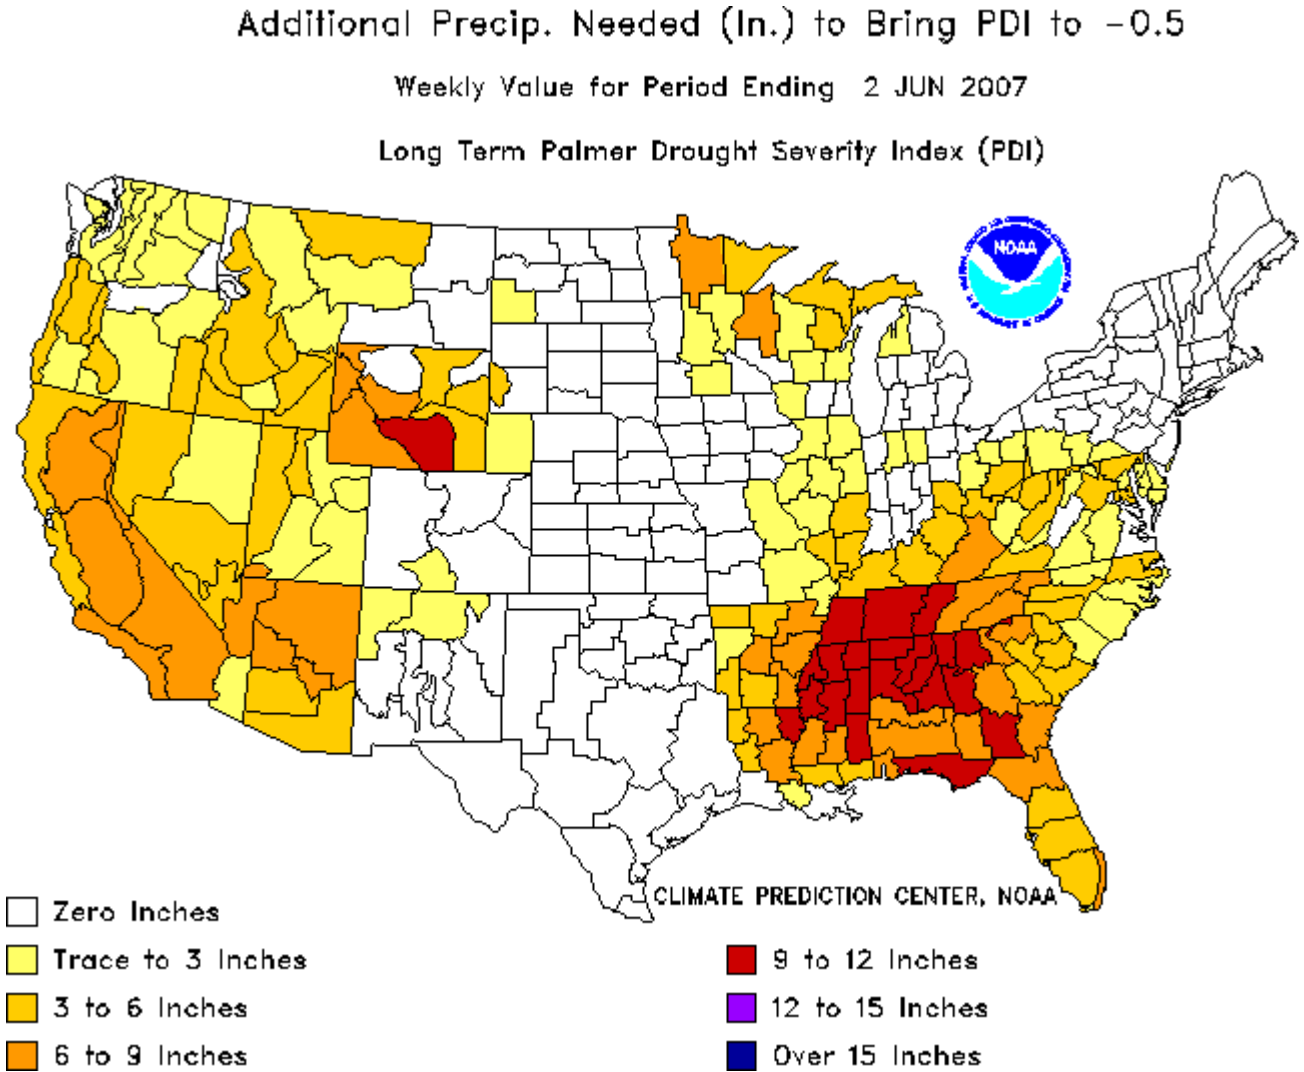 Additional Precip. Needed (In.) to Bring PDI to -0.5
Weekly Value for Period Ending 2 JUN 2007
Long Term Palmer Drought Severity Index (PDI)
NOAA
CLIMATE PREDICTION CENTER, NOAA
Zero Inches
Trace to 3 Inches
3 to 6 Inches
6 to 9 Inches
9 to 12 Inches
12 to 15 Inches
Over 15 Inches